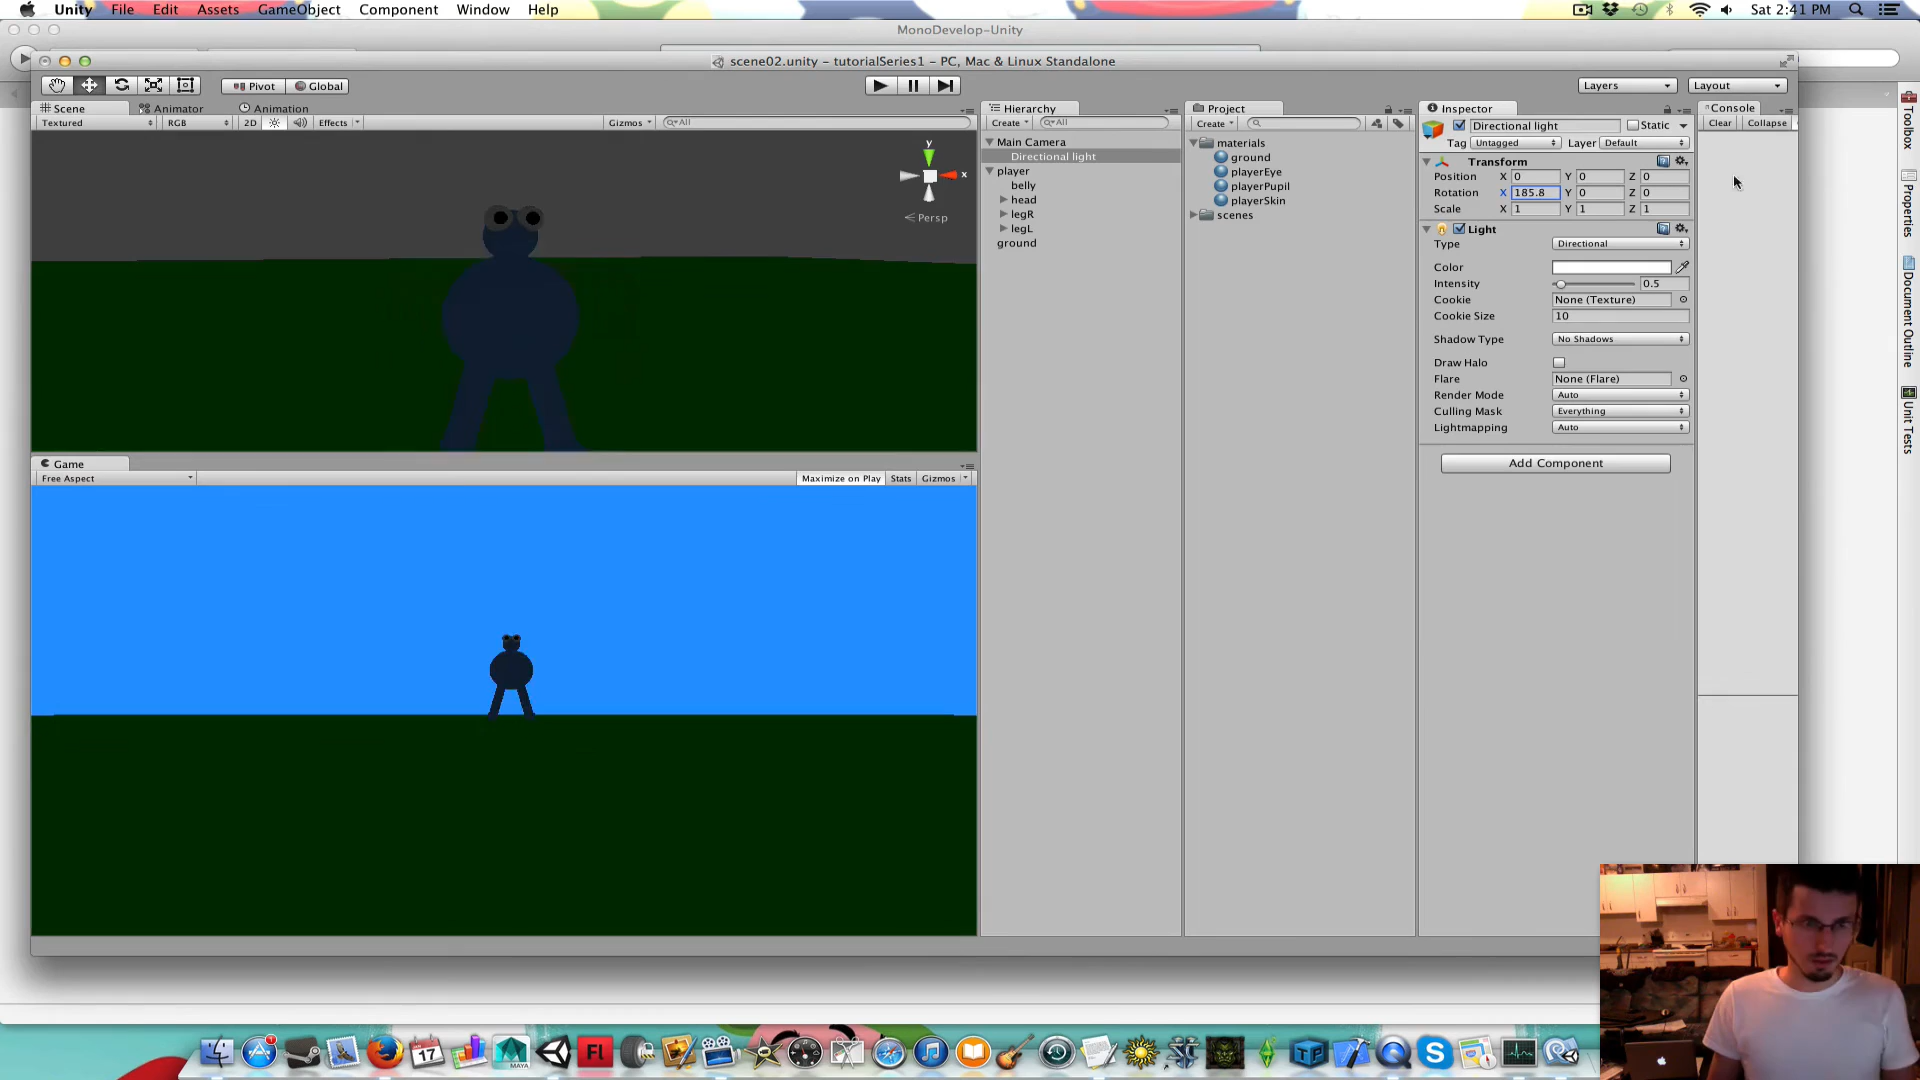 Unity File Edit Assets GameObject Component Window Help Sat 2:41 PM
MonoDevelop-Unity
scene02.unity - tutorialSeries1 - PC, Mac & Linux Standalone
Pivot Global Layers Layout
Scene Animator Animation Hierarchy Project Inspector Console
Textured RGB 2D Effects Gizmos All Create All Create Directional light Static Clear Collapse
Main Camera
Directional light
player
belly
head
legR
legL
ground
materials
ground
playerEye
playerPupil
playerSkin
scenes
Tag Untagged Layer Default
Transform
Position X 0 Y 0 Z 0
Rotation X 185.8 Y 0 Z 0
Scale X 1 Y 1 Z 1
Light
Type Directional
Color
Intensity 0.5
Cookie None (Texture)
Cookie Size 10
Shadow Type No Shadows
Draw Halo
Flare None (Flare)
Render Mode Auto
Culling Mask Everything
Lightmapping Auto
Add Component
y
x
Persp
Game
Free Aspect Maximize on Play Stats Gizmos
Toolbox
Properties
Document Outline
Unit Tests
1
17
MAYA
Fl